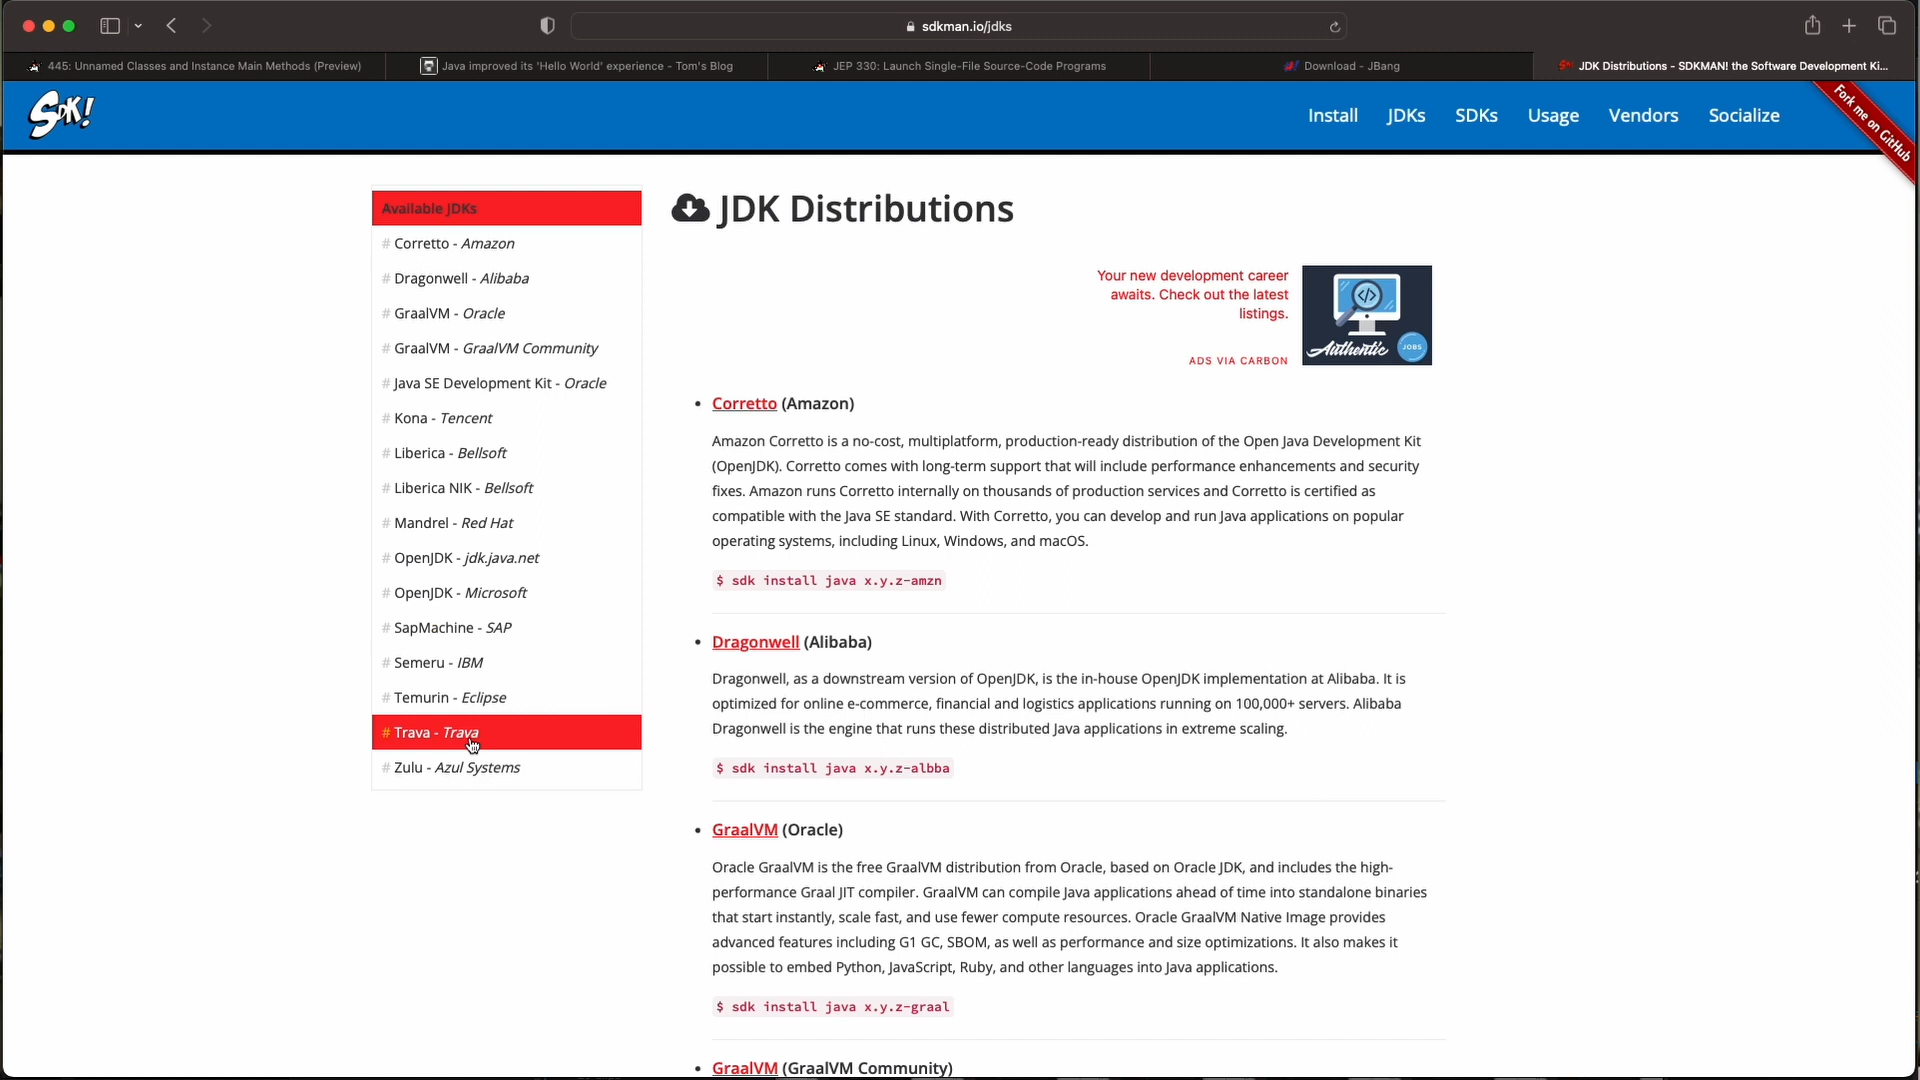 sdkman.io/jdks
445: Unnamed Classes and Instance Main Methods (Preview)
Java improved its 'Hello World' experience - Tom's Blog
JEP 330: Launch Single-File Source-Code Programs
Download - JBang
JDK Distributions - SDKMAN! the Software Development Ki...
SDK!
Install
JDKs
SDKs
Usage
Vendors
Socialize
Fork me on GitHub
Available JDKs
# Corretto - Amazon
# Dragonwell - Alibaba
# GraalVM - Oracle
# GraalVM - GraalVM Community
# Java SE Development Kit - Oracle
# Kona - Tencent
# Liberica - Bellsoft
# Liberica NIK - Bellsoft
# Mandrel - Red Hat
# OpenJDK - jdk.java.net
# OpenJDK - Microsoft
# SapMachine - SAP
# Semeru - IBM
# Temurin - Eclipse
# Trava - Trava
# Zulu - Azul Systems
JDK Distributions
Your new development career
awaits. Check out the latest
listings.
ADS VIA CARBON
Authentic
JOBS
• Corretto (Amazon)
Amazon Corretto is a no-cost, multiplatform, production-ready distribution of the Open Java Development Kit
(OpenJDK). Corretto comes with long-term support that will include performance enhancements and security
fixes. Amazon runs Corretto internally on thousands of production services and Corretto is certified as
compatible with the Java SE standard. With Corretto, you can develop and run Java applications on popular
operating systems, including Linux, Windows, and macOS.
$ sdk install java x.y.z-amzn
• Dragonwell (Alibaba)
Dragonwell, as a downstream version of OpenJDK, is the in-house OpenJDK implementation at Alibaba. It is
optimized for online e-commerce, financial and logistics applications running on 100,000+ servers. Alibaba
Dragonwell is the engine that runs these distributed Java applications in extreme scaling.
$ sdk install java x.y.z-albba
• GraalVM (Oracle)
Oracle GraalVM is the free GraalVM distribution from Oracle, based on Oracle JDK, and includes the high-
performance Graal JIT compiler. GraalVM can compile Java applications ahead of time into standalone binaries
that start instantly, scale fast, and use fewer compute resources. Oracle GraalVM Native Image provides
advanced features including G1 GC, SBOM, as well as performance and size optimizations. It also makes it
possible to embed Python, JavaScript, Ruby, and other languages into Java applications.
$ sdk install java x.y.z-graal
• GraalVM (GraalVM Community)